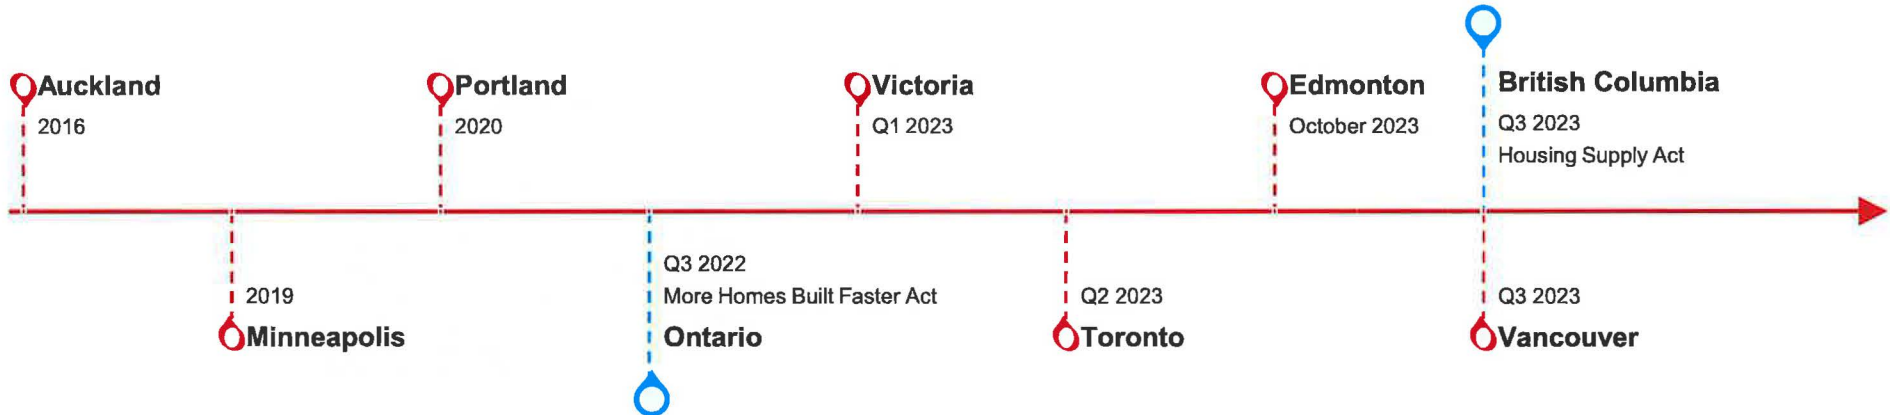 Auckland
2016
2019
Minneapolis
Portland
2020
Q3 2022
More Homes Built Faster Act
Ontario
Victoria
Q1 2023
Q2 2023
Toronto
Edmonton
October 2023
British Columbia
Q3 2023
Housing Supply Act
Q3 2023
Vancouver